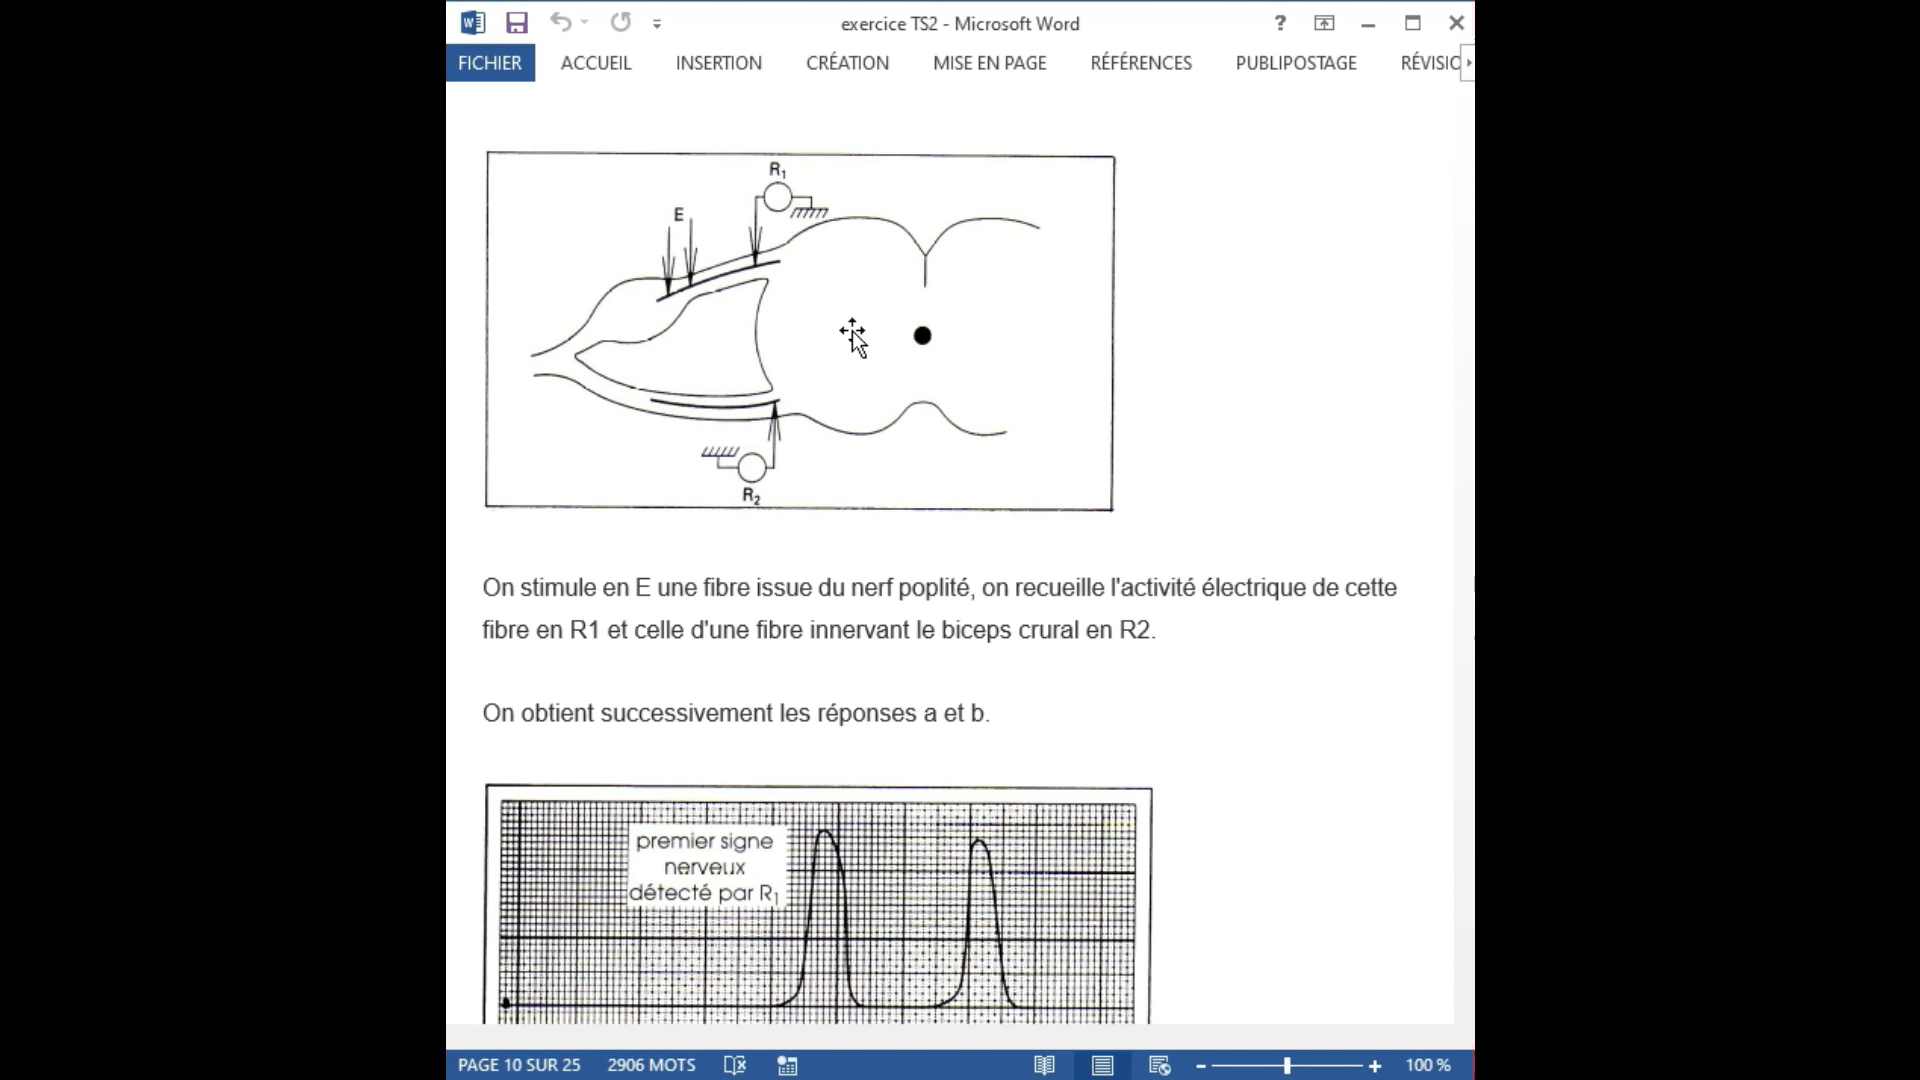 exercice TS2 - Microsoft Word
FICHIER ACCUEIL INSERTION CRÉATION MISE EN PAGE RÉFÉRENCES PUBLIPOSTAGE
R1
E
R2
On stimule en E une fibre issue du nerf poplité, on recueille l'activité électrique de cette
fibre en R1 et celle d'une fibre innervant le biceps crural en R2.
On obtient successivement les réponses a et b.
premier signe
nerveux
détecté par R1
PAGE 10 SUR 25 2906 MOTS 100 %